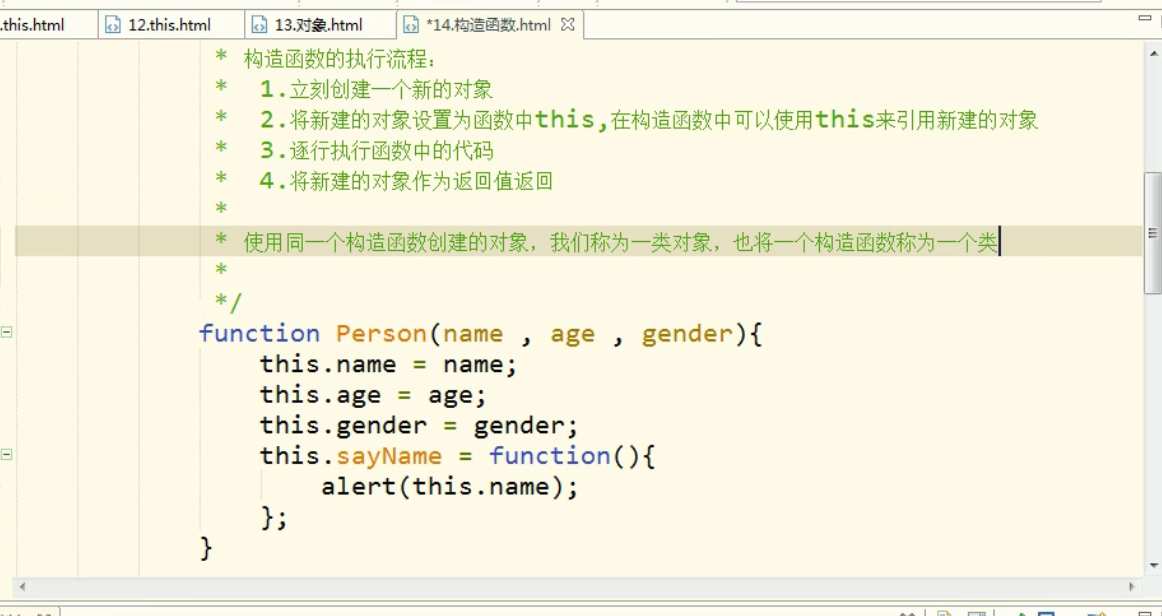 .this.html 12.this.html 13.对象.html *14.构造函数.html
* 构造函数的执行流程：
* 1.立刻创建一个新的对象
* 2.将新建的对象设置为函数中this,在构造函数中可以使用this来引用新建的对象
* 3.逐行执行函数中的代码
* 4.将新建的对象作为返回值返回
*
* 使用同一个构造函数创建的对象，我们称为一类对象，也将一个构造函数称为一个类
*
*/
function Person(name , age , gender){
this.name = name;
this.age = age;
this.gender = gender;
this.sayName = function(){
alert(this.name);
};
}